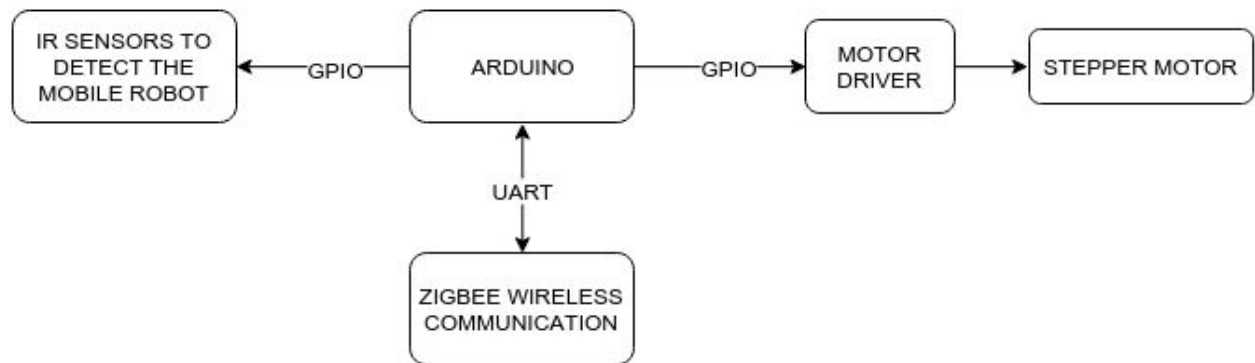 IR SENSORS TO
DETECT THE
MOBILE ROBOT
GPIO
ARDUINO
GPIO
MOTOR
DRIVER
STEPPER MOTOR
UART
ZIGBEE WIRELESS
COMMUNICATION